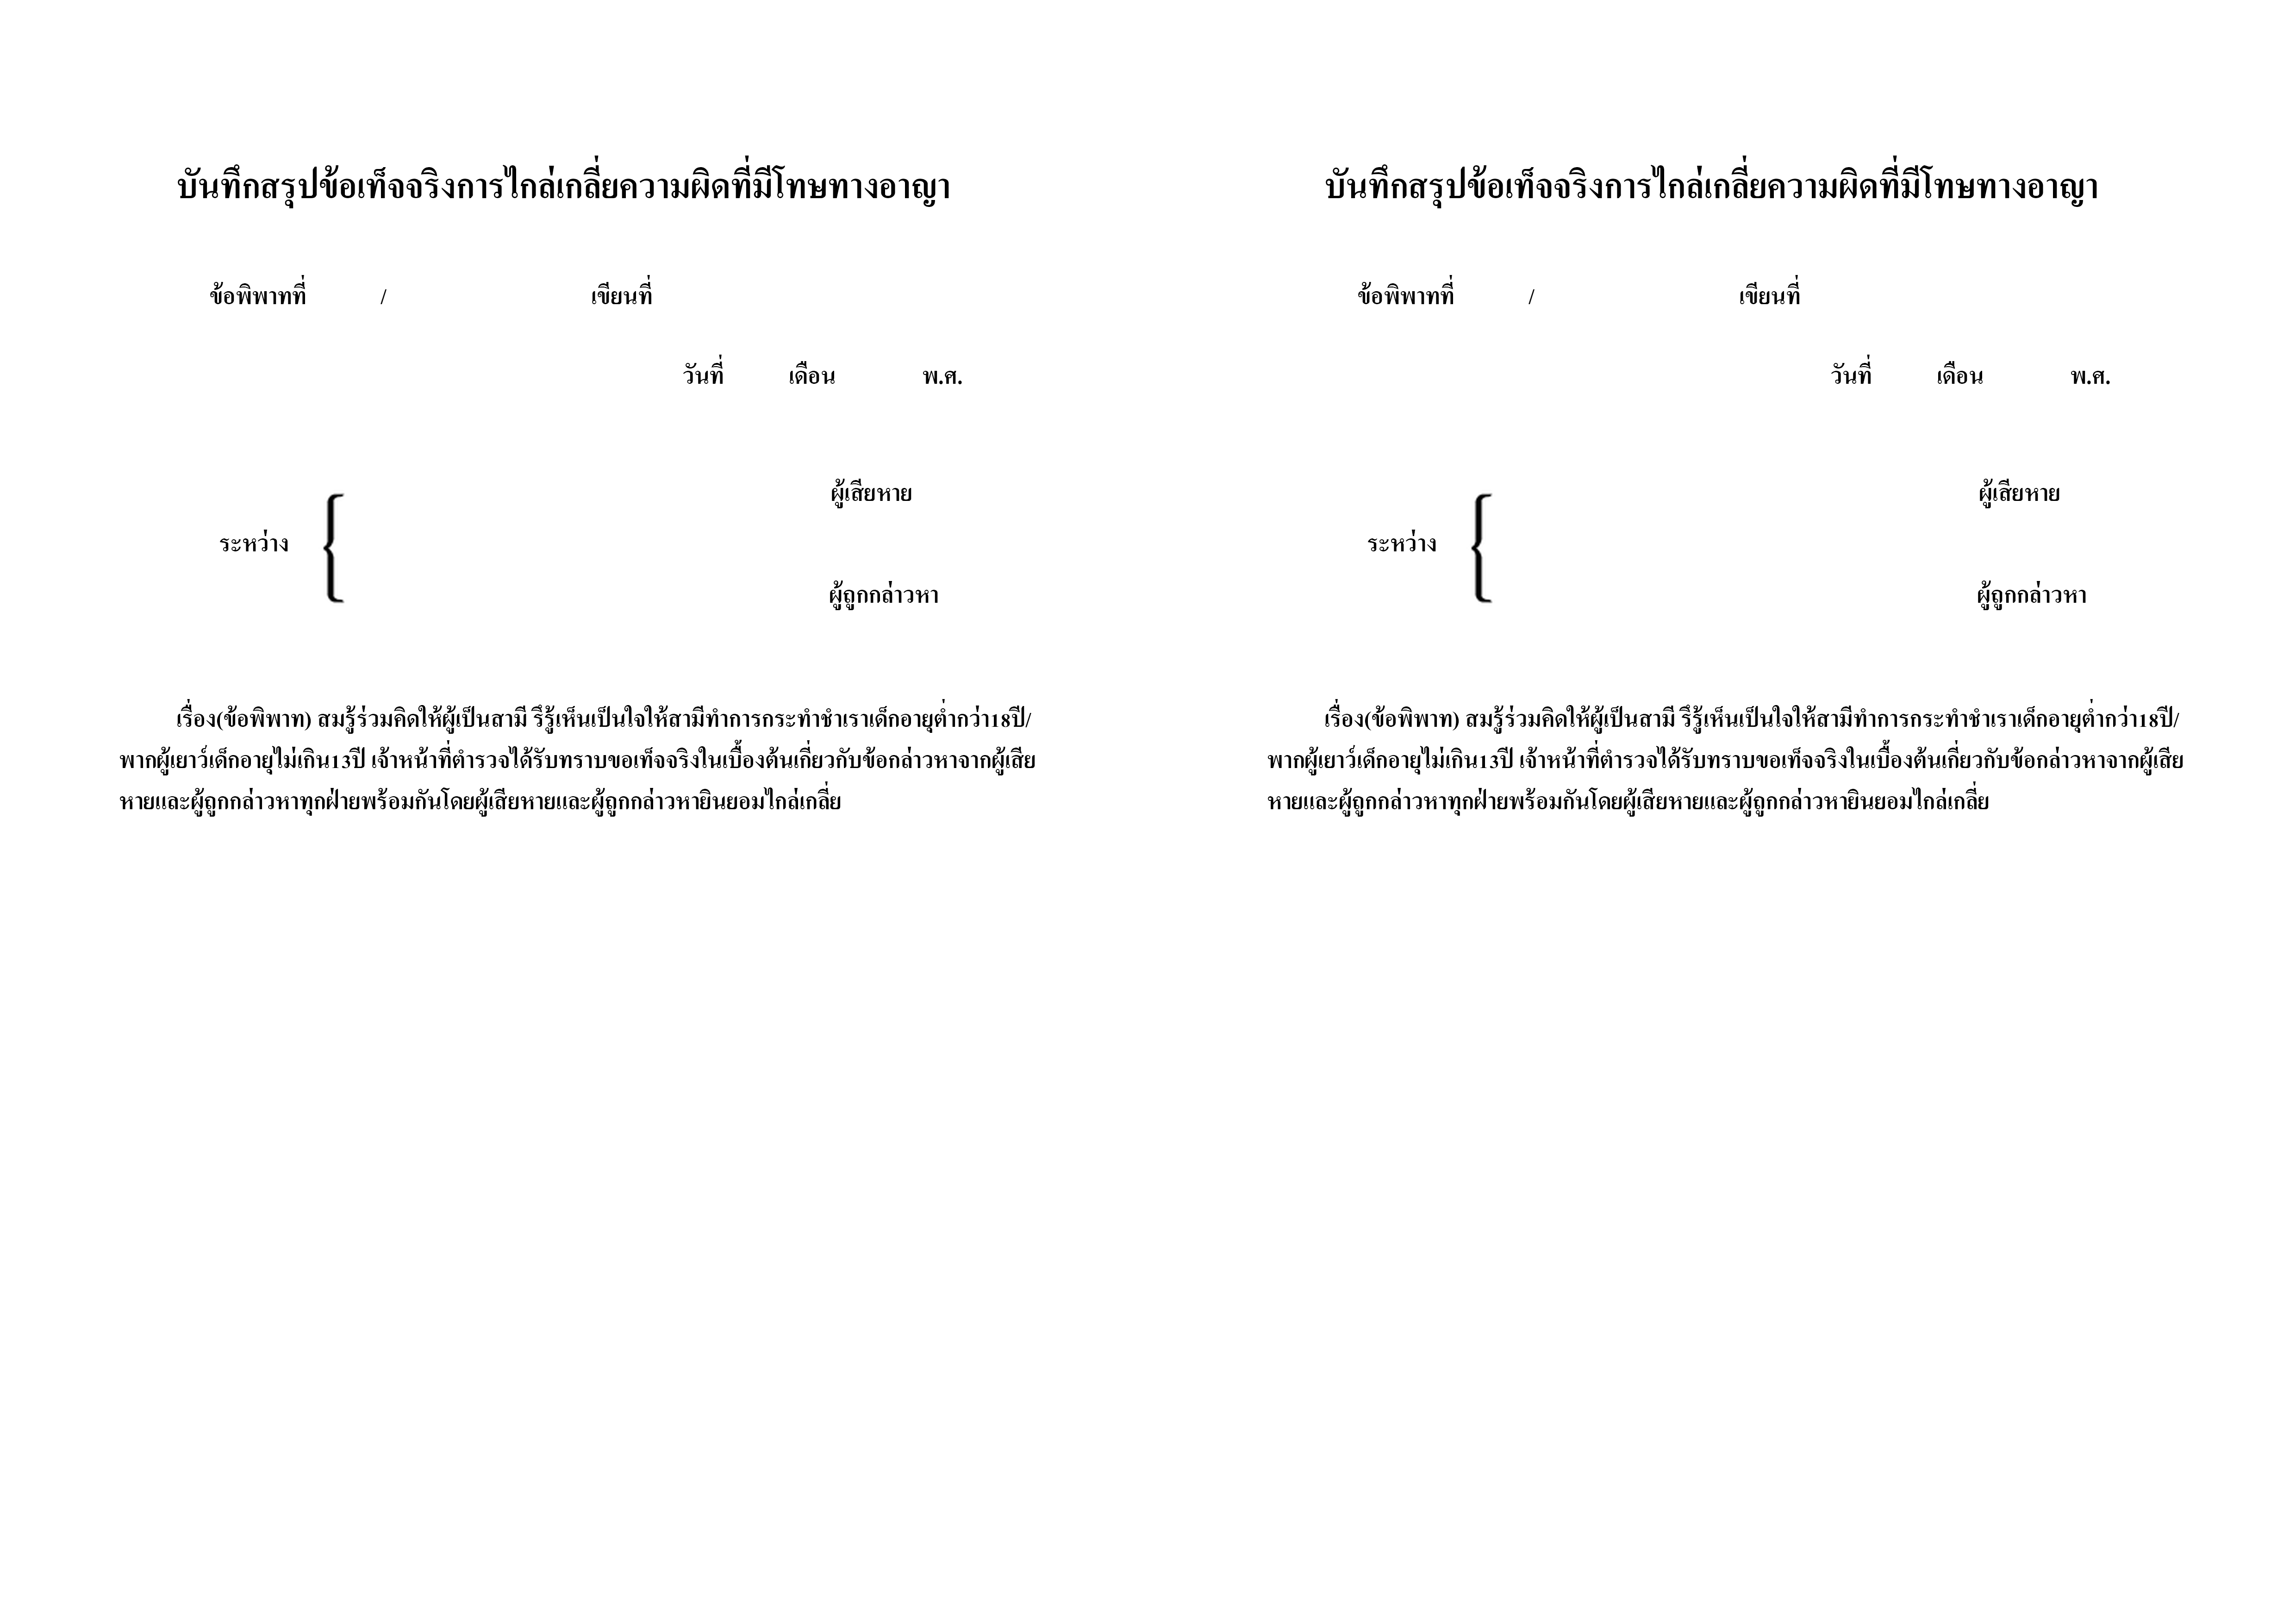 บันทึกสรุปข้อเท็จจริงการไกล่เกลี่ยความผิดที่มีโทษทางอาญา
ข้อพิพาทที่ / เขียนที่
วันที่ เดือน พ.ศ.
ผู้เสียหาย
ระหว่าง {
ผู้ถูกกล่าวหา
เรื่อง(ข้อพิพาท) สมรู้ร่วมคิดให้ผู้เป็นสามี รึรู้เห็นเป็นใจให้สามีทำการกระทำชำเราเด็กอายุต่ำกว่า18ปี/
พากผู้เยาว์เด็กอายุไม่เกิน13ปี เจ้าหน้าที่ตำรวจได้รับทราบขอเท็จจริงในเบื้องต้นเกี่ยวกับข้อกล่าวหาจากผู้เสีย
หายและผู้ถูกกล่าวหาทุกฝ่ายพร้อมกันโดยผู้เสียหายและผู้ถูกกล่าวหายินยอมไกล่เกลี่ย
บันทึกสรุปข้อเท็จจริงการไกล่เกลี่ยความผิดที่มีโทษทางอาญา
ข้อพิพาทที่ / เขียนที่
วันที่ เดือน พ.ศ.
ผู้เสียหาย
ระหว่าง {
ผู้ถูกกล่าวหา
เรื่อง(ข้อพิพาท) สมรู้ร่วมคิดให้ผู้เป็นสามี รึรู้เห็นเป็นใจให้สามีทำการกระทำชำเราเด็กอายุต่ำกว่า18ปี/
พากผู้เยาว์เด็กอายุไม่เกิน13ปี เจ้าหน้าที่ตำรวจได้รับทราบขอเท็จจริงในเบื้องต้นเกี่ยวกับข้อกล่าวหาจากผู้เสีย
หายและผู้ถูกกล่าวหาทุกฝ่ายพร้อมกันโดยผู้เสียหายและผู้ถูกกล่าวหายินยอมไกล่เกลี่ย